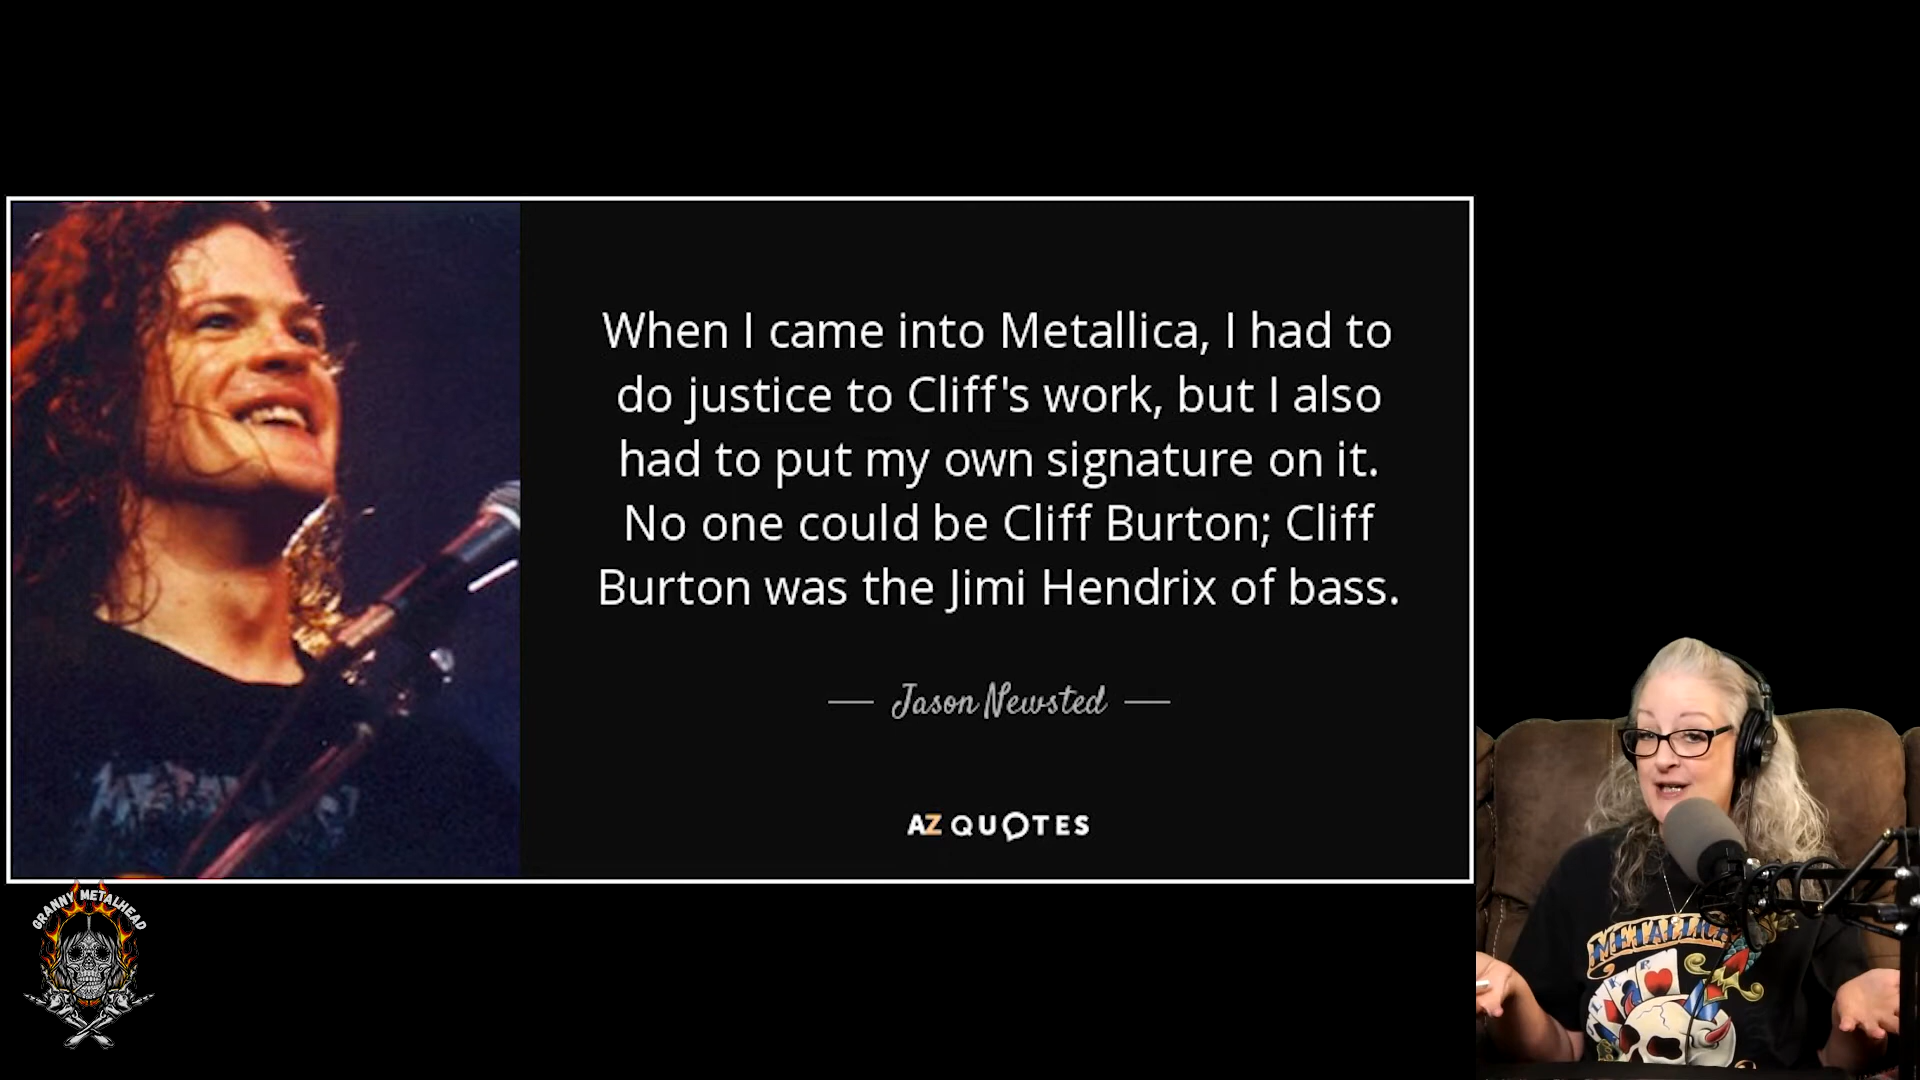 When I came into Metallica, I had to
do justice to Cliff's work, but I also
had to put my own signature on it.
No one could be Cliff Burton; Cliff
Burton was the Jimi Hendrix of bass.
Jason Newsted
AZ QUOTES
GRANNY METALHEAD
METALLICA